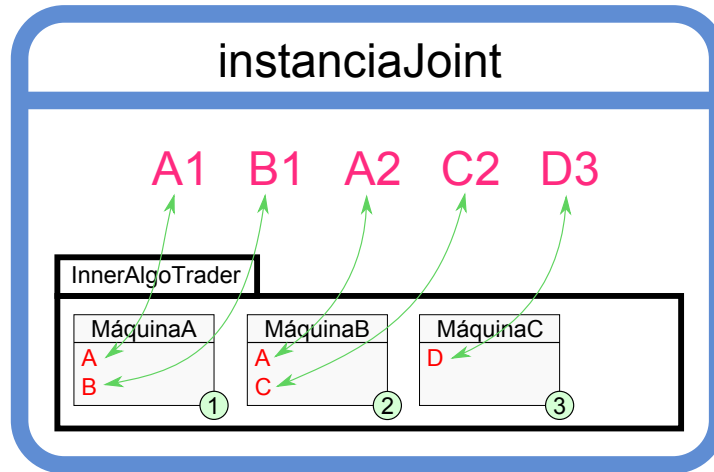 instanciaJoint
A1 B1 A2 C2 D3
InnerAlgoTrader
MáquinaA MáquinaB MáquinaC
A A D
B C
1 2 3